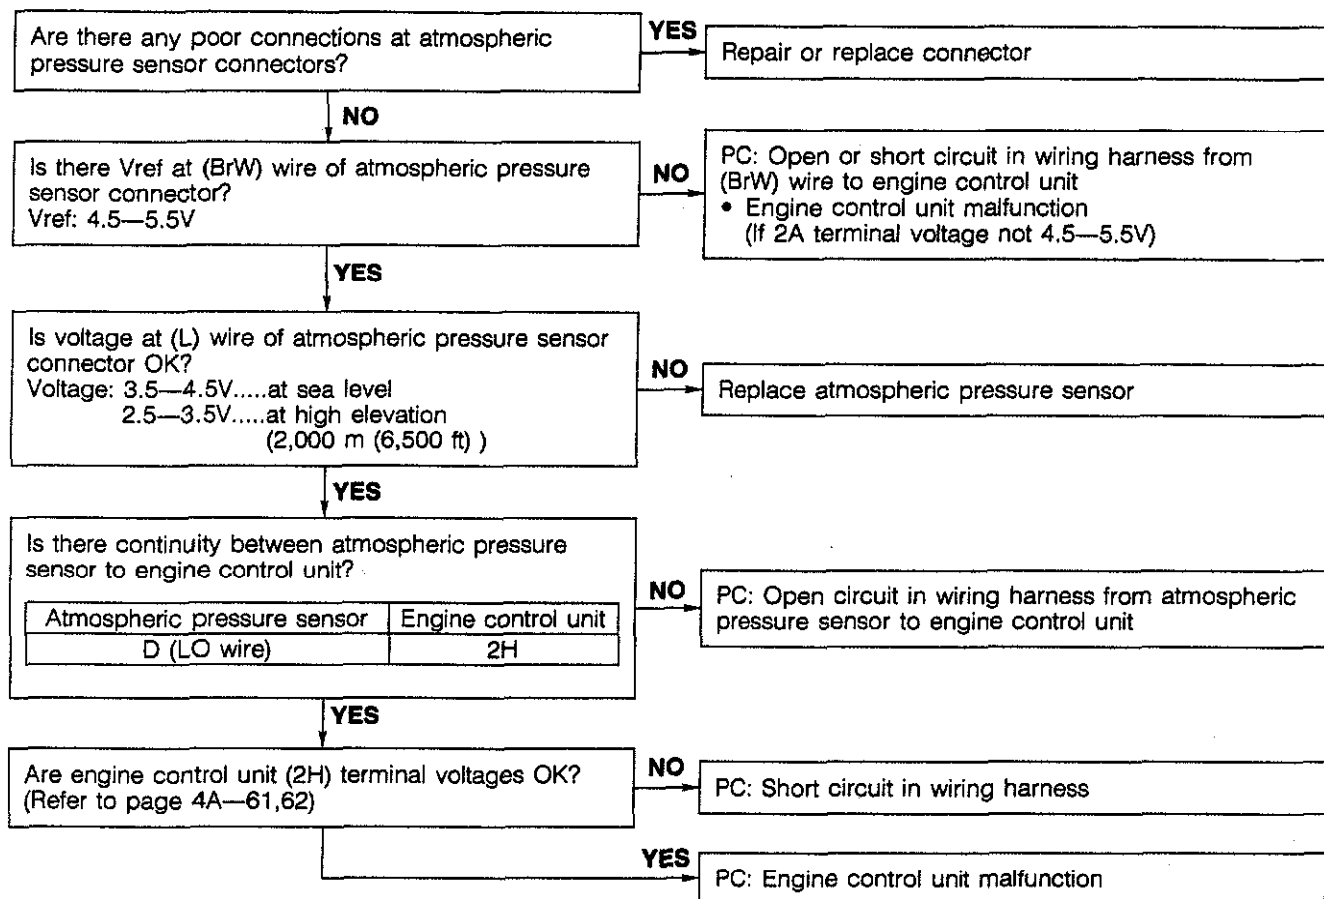 Are there any poor connections at atmospheric
pressure sensor connectors?
YES
Repair or replace connector
NO
Is there Vref at (BrW) wire of atmospheric pressure
sensor connector?
Vref: 4.5—5.5V
NO
PC: Open or short circuit in wiring harness from
(BrW) wire to engine control unit
• Engine control unit malfunction
(If 2A terminal voltage not 4.5—5.5V)
YES
Is voltage at (L) wire of atmospheric pressure sensor
connector OK?
Voltage: 3.5—4.5V.....at sea level
2.5—3.5V.....at high elevation
(2,000 m (6,500 ft) )
NO
Replace atmospheric pressure sensor
YES
Is there continuity between atmospheric pressure
sensor to engine control unit?
Atmospheric pressure sensor Engine control unit
D (LO wire) 2H
NO
PC: Open circuit in wiring harness from atmospheric
pressure sensor to engine control unit
YES
Are engine control unit (2H) terminal voltages OK?
(Refer to page 4A—61,62)
NO
PC: Short circuit in wiring harness
YES
PC: Engine control unit malfunction